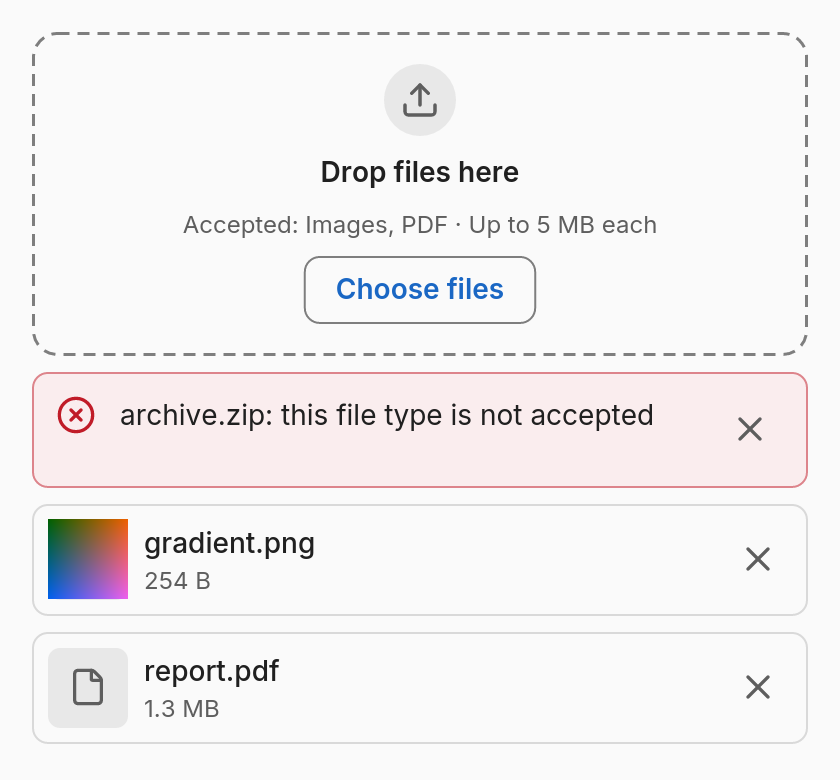 Drop files here
Accepted: Images, PDF · Up to 5 MB each
Choose files
archive.zip: this file type is not accepted
gradient.png
254 B
report.pdf
1.3 MB